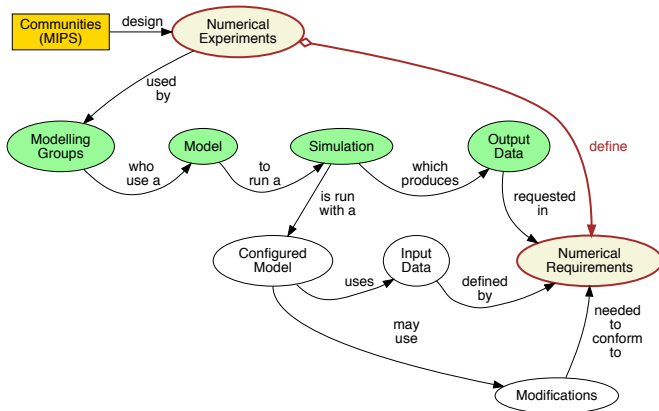 Communities
(MIPS)
design
Numerical
Experiments
used
by
define
Modelling
Groups
who
use a
Model
to
run a
Simulation
which
produces
Output
Data
is run
with a
requested
in
Configured
Model
uses
Input
Data
defined
by
Numerical
Requirements
may
use
needed
to
conform
to
Modifications